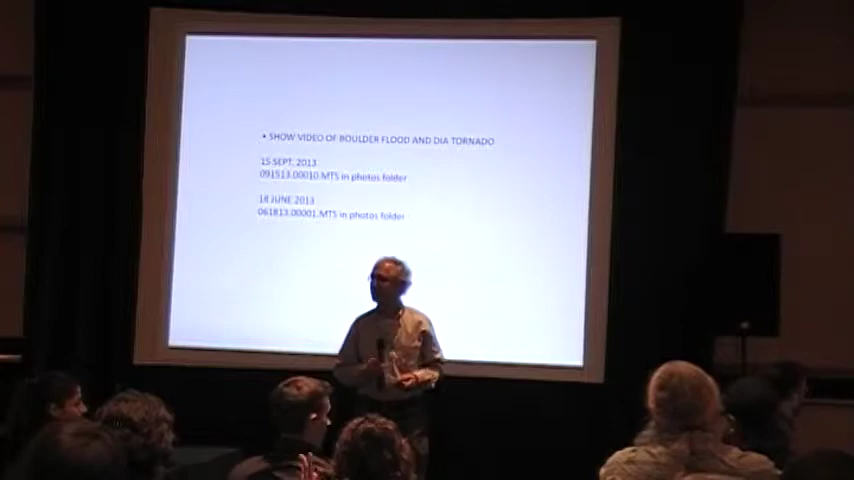 • SHOW VIDEO OF BOULDER FLOOD AND DIA TORNADO
15 SEPT. 2013
091513.00010.MTS in photos folder
18 JUNE 2013
061813.00001.MTS in photos folder